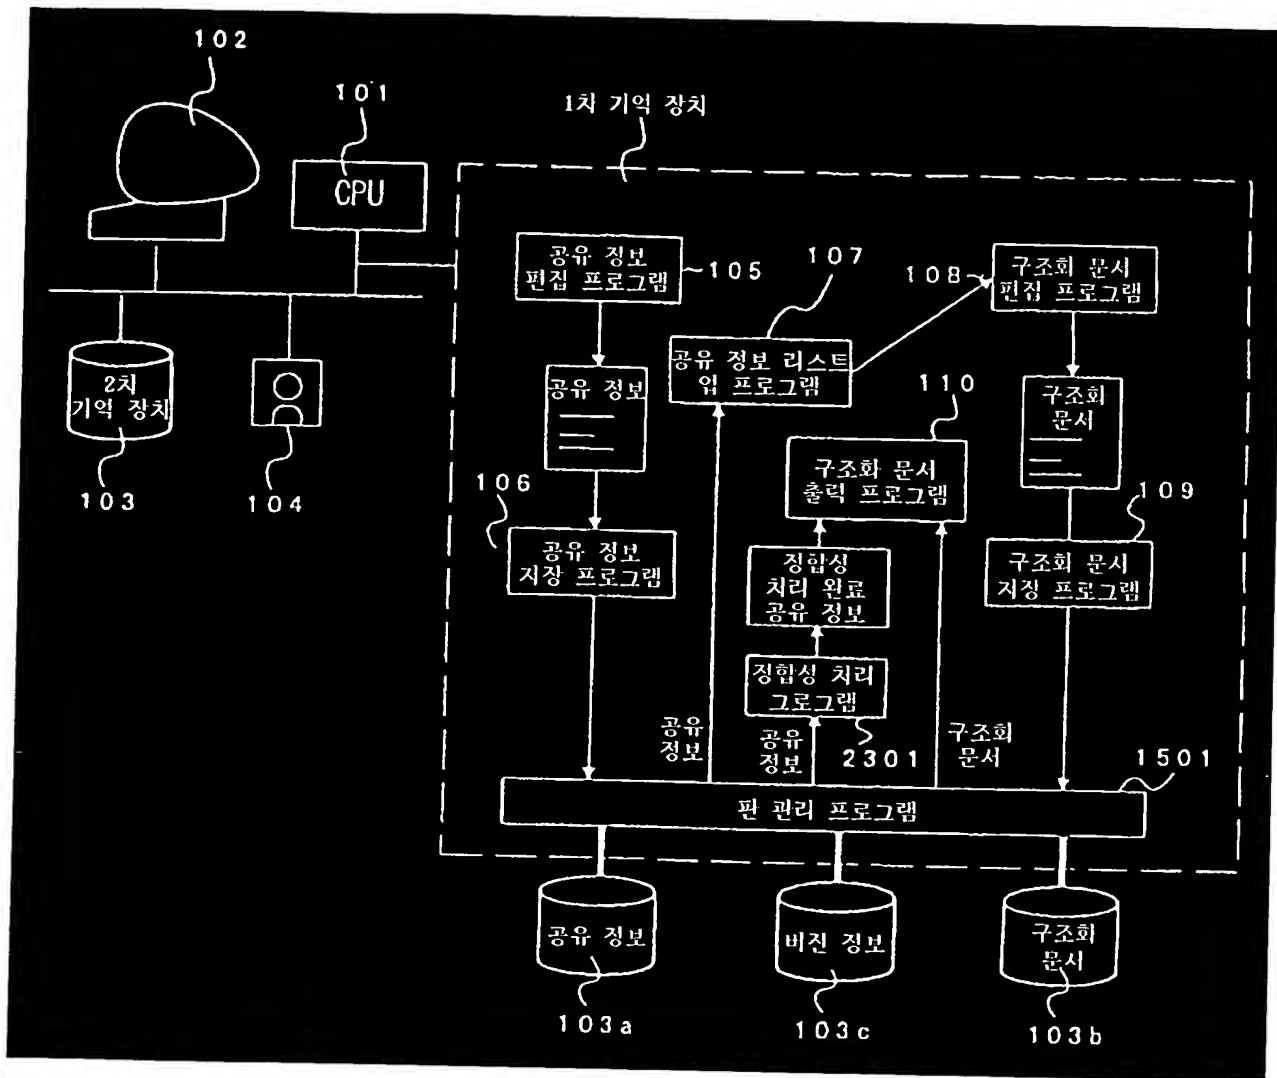 102
101
1차 기억 장치
CPU
공유 정보
편집 프로그램
105
107
108
구조회 문서
편집 프로그램
2차
기억 장치
103
104
공유 정보
공유 정보 리스트
업 프로그램
110
구조회
문서
106
구조화 문서
출력 프로그램
109
공유 정보
저장 프로그램
정합성
처리 완료
공유 정보
구조회 문서
저장 프로그램
정합성 처리
그로그램
2301
공유
정보
공유
정보
구조회
문서
1501
판 관리 프로그램
공유 정보
버전 정보
구조회
문서
103a
103c
103b